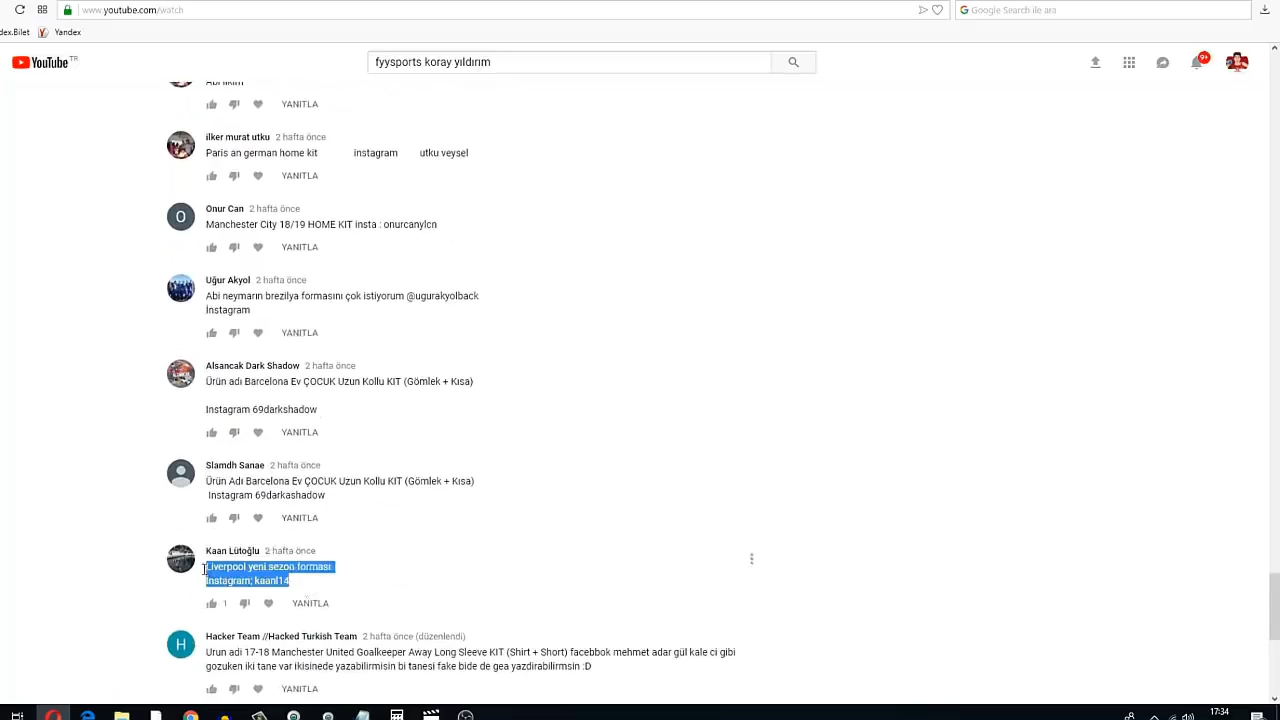 www.youtube.com/watch
Google Search ile ara
dex.Bilet
Yandex
YouTube TR
fyysports koray yıldırım
9+
YANITLA
ilker murat utku 2 hafta önce
Paris an german home kit instagram utku veysel
YANITLA
O
Onur Can 2 hafta önce
Manchester City 18/19 HOME KIT insta : onurcanylcn
YANITLA
Uğur Akyol 2 hafta önce
Abi neymarın brezilya formasını çok istiyorum @ugurakyolback
İnstagram
YANITLA
Alsancak Dark Shadow 2 hafta önce
Ürün adı Barcelona Ev ÇOCUK Uzun Kollu KIT (Gömlek + Kısa)
Instagram 69darkshadow
YANITLA
Slamdh Sanae 2 hafta önce
Ürün Adı Barcelona Ev ÇOCUK Uzun Kollu KIT (Gömlek + Kısa)
Instagram 69darkashadow
YANITLA
Kaan Lütoğlu 2 hafta önce
Liverpool yeni sezon forması
İnstagram; kaanl14
1 YANITLA
H
Hacker Team //Hacked Turkish Team 2 hafta önce (düzenlendi)
Urun adi 17-18 Manchester United Goalkeeper Away Long Sleeve KIT (Shirt + Short) facebbok mehmet adar gül kale ci gibi
gozuken iki tane var ikisinede yazabilirmisin bi tanesi fake bide de gea yazdirabilirmsin :D
YANITLA
17:34